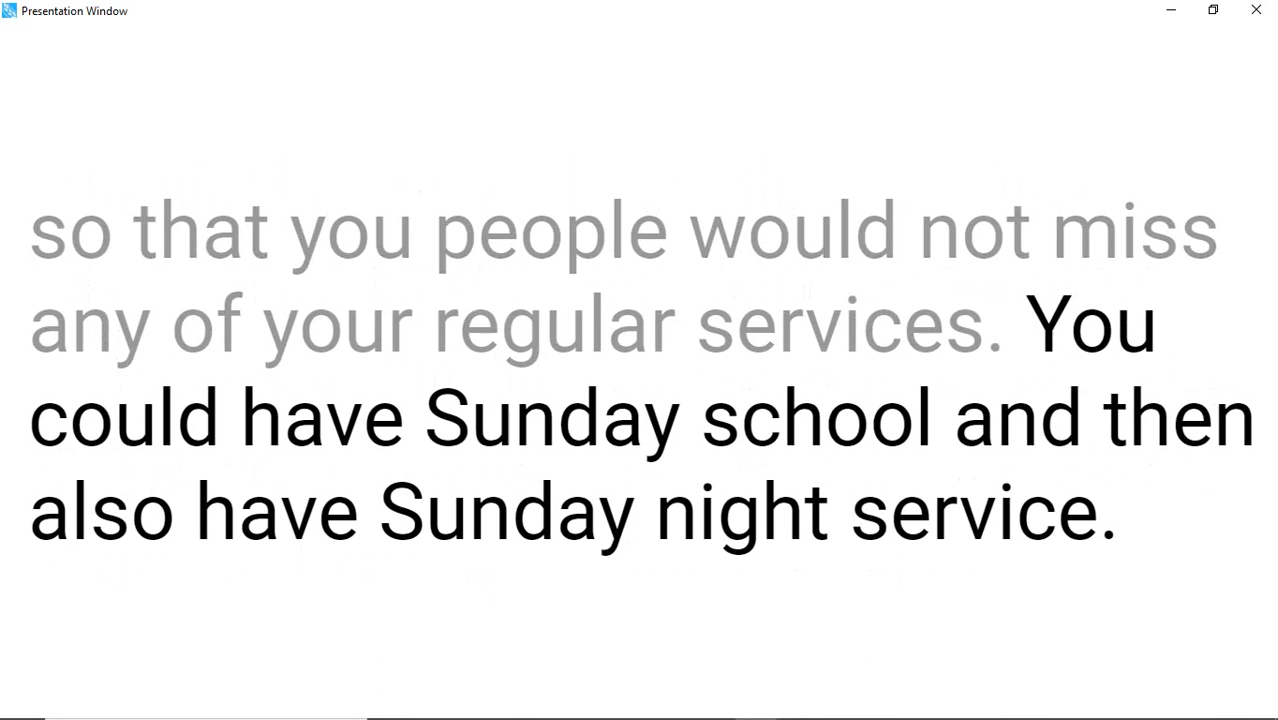 Presentation Window
so that you people would not miss
any of your regular services. You
could have Sunday school and then
also have Sunday night service.